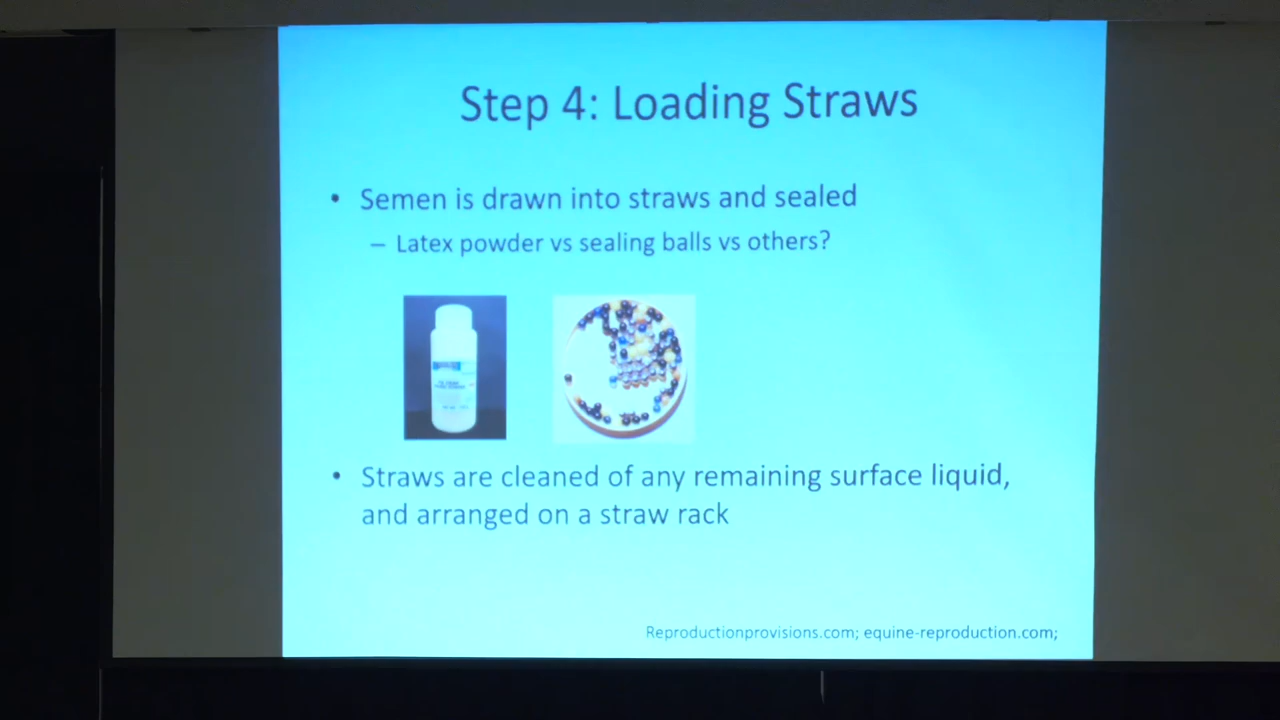 Step 4: Loading Straws
• Semen is drawn into straws and sealed
– Latex powder vs sealing balls vs others?
• Straws are cleaned of any remaining surface liquid,
and arranged on a straw rack
Reproductionprovisions.com; equine-reproduction.com;